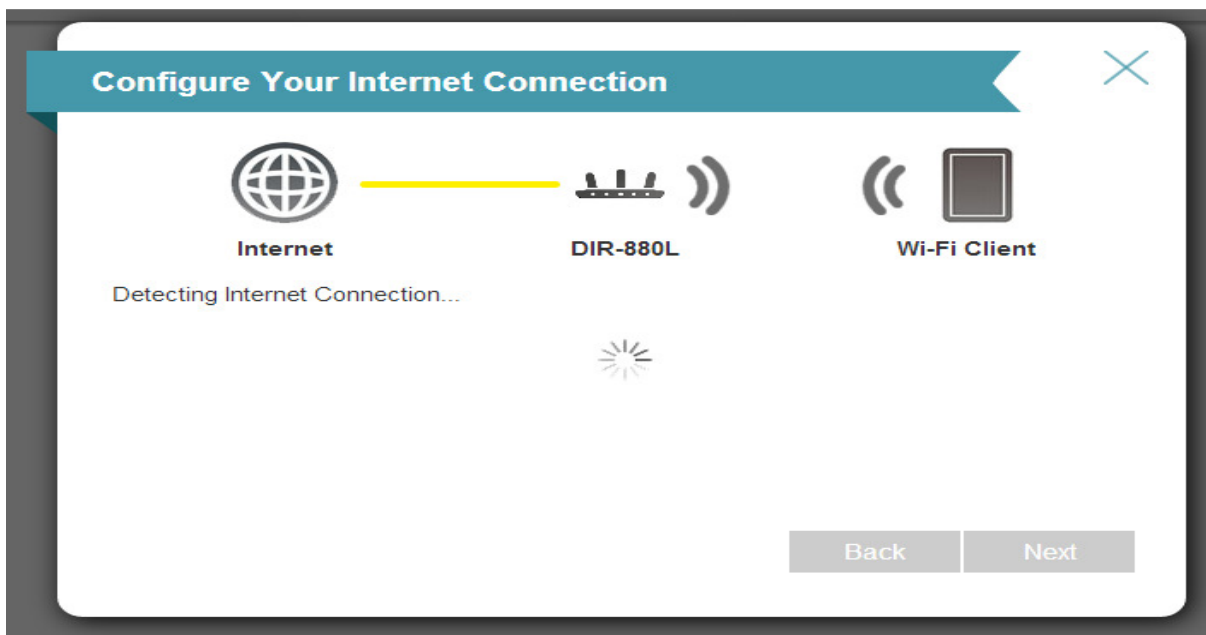 Configure Your Internet Connection
Internet
DIR-880L
Wi-Fi Client
Detecting Internet Connection...
Back
Next